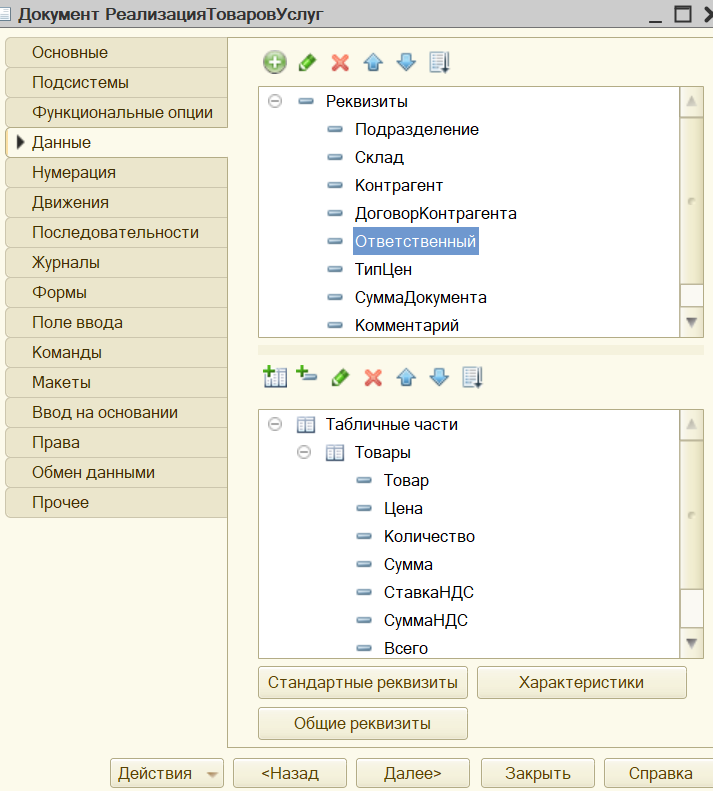 Документ РеализацияТоваровУслуг
Основные
Подсистемы
Функциональные опции
Данные
Нумерация
Движения
Последовательности
Журналы
Формы
Поле ввода
Команды
Макеты
Ввод на основании
Права
Обмен данными
Прочее
Реквизиты
Подразделение
Склад
Контрагент
ДоговорКонтрагента
Ответственный
ТипЦен
СуммаДокумента
Комментарий
Табличные части
Товары
Товар
Цена
Количество
Сумма
СтавкаНДС
СуммаНДС
Всего
Стандартные реквизиты
Характеристики
Общие реквизиты
Действия
<Назад
Далее>
Закрыть
Справка